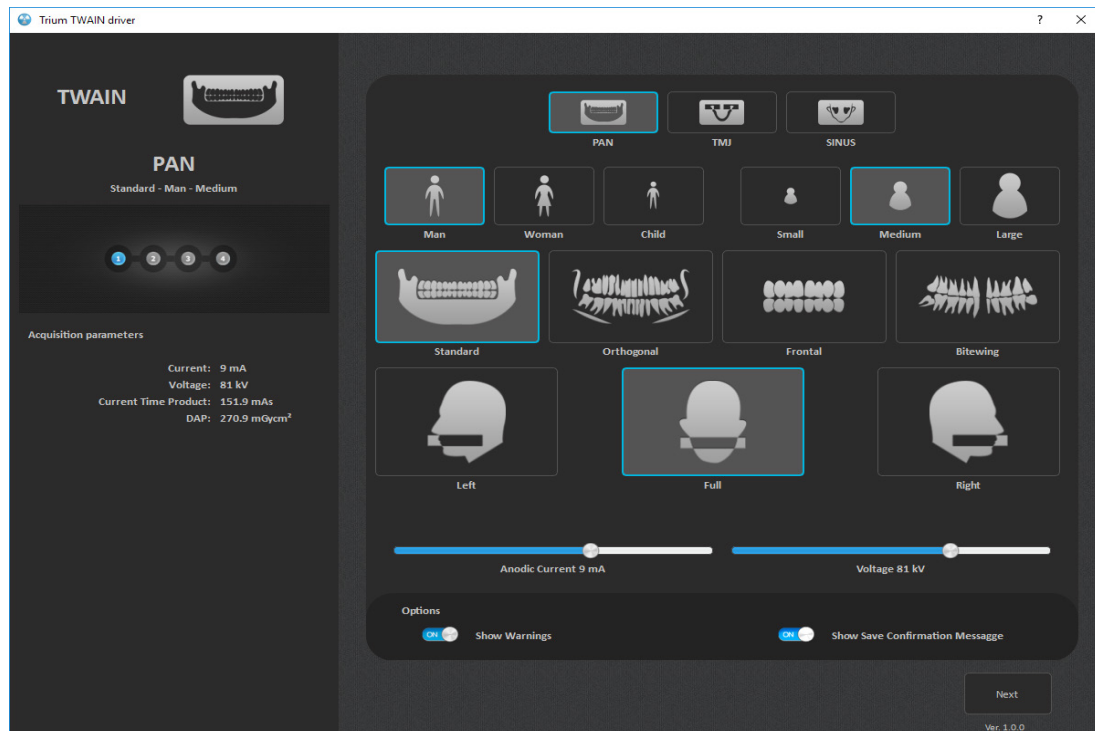 Trium TWAIN driver
?
TWAIN
PAN
Standard - Man - Medium
1 2 3 4
Acquisition parameters
Current: 9 mA
Voltage: 81 kV
Current Time Product: 151.9 mAs
DAP: 270.9 mGycm²
PAN TMJ SINUS
Man Woman Child Small Medium Large
Standard Orthogonal Frontal Bitewing
Left Full Right
Anodic Current 9 mA Voltage 81 kV
Options
ON Show Warnings ON Show Save Confirmation Messagge
Next
Ver. 1.0.0